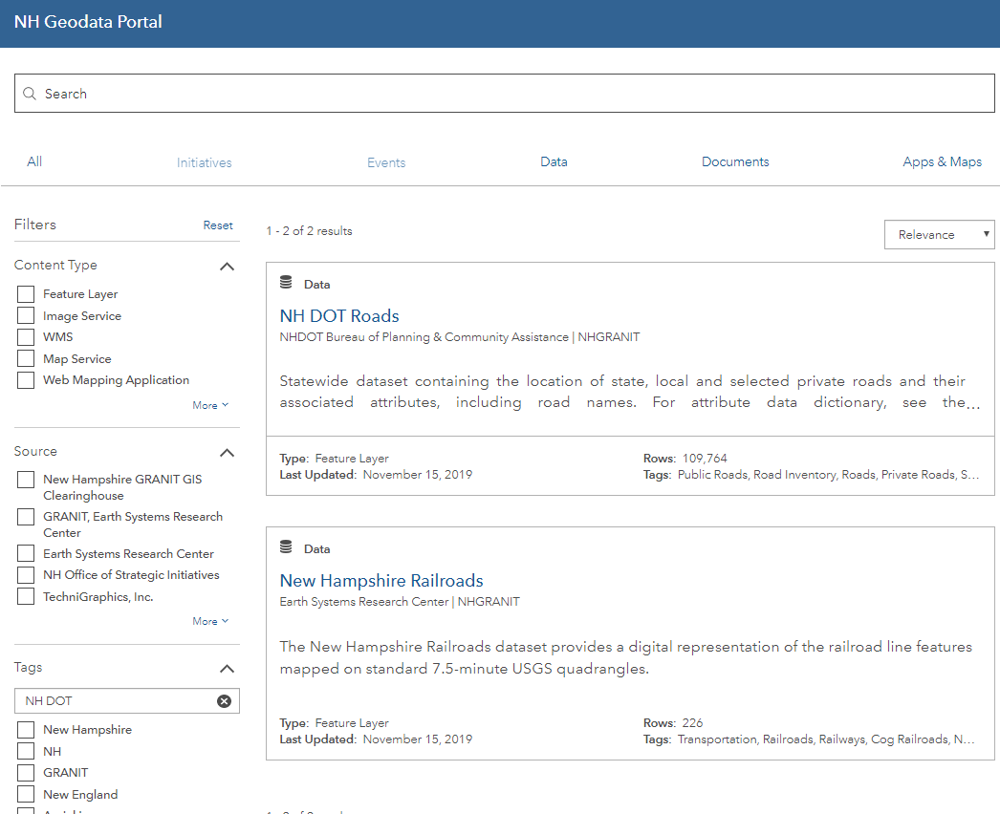 NH Geodata Portal
Search
All Initiatives Events Data Documents Apps & Maps
Filters Reset
Content Type
Feature Layer
Image Service
WMS
Map Service
Web Mapping Application
More
Source
New Hampshire GRANIT GIS
Clearinghouse
GRANIT, Earth Systems Research
Center
Earth Systems Research Center
NH Office of Strategic Initiatives
TechniGraphics, Inc.
More
Tags
NH DOT
New Hampshire
NH
GRANIT
New England
1 - 2 of 2 results
Relevance
Data
NH DOT Roads
NHDOT Bureau of Planning & Community Assistance | NHGRANIT
Statewide dataset containing the location of state, local and selected private roads and their
associated attributes, including road names. For attribute data dictionary, see the...
Type: Feature Layer Rows: 109,764
Last Updated: November 15, 2019 Tags: Public Roads, Road Inventory, Roads, Private Roads, S...
Data
New Hampshire Railroads
Earth Systems Research Center | NHGRANIT
The New Hampshire Railroads dataset provides a digital representation of the railroad line features
mapped on standard 7.5-minute USGS quadrangles.
Type: Feature Layer Rows: 226
Last Updated: November 15, 2019 Tags: Transportation, Railroads, Railways, Cog Railroads, N...